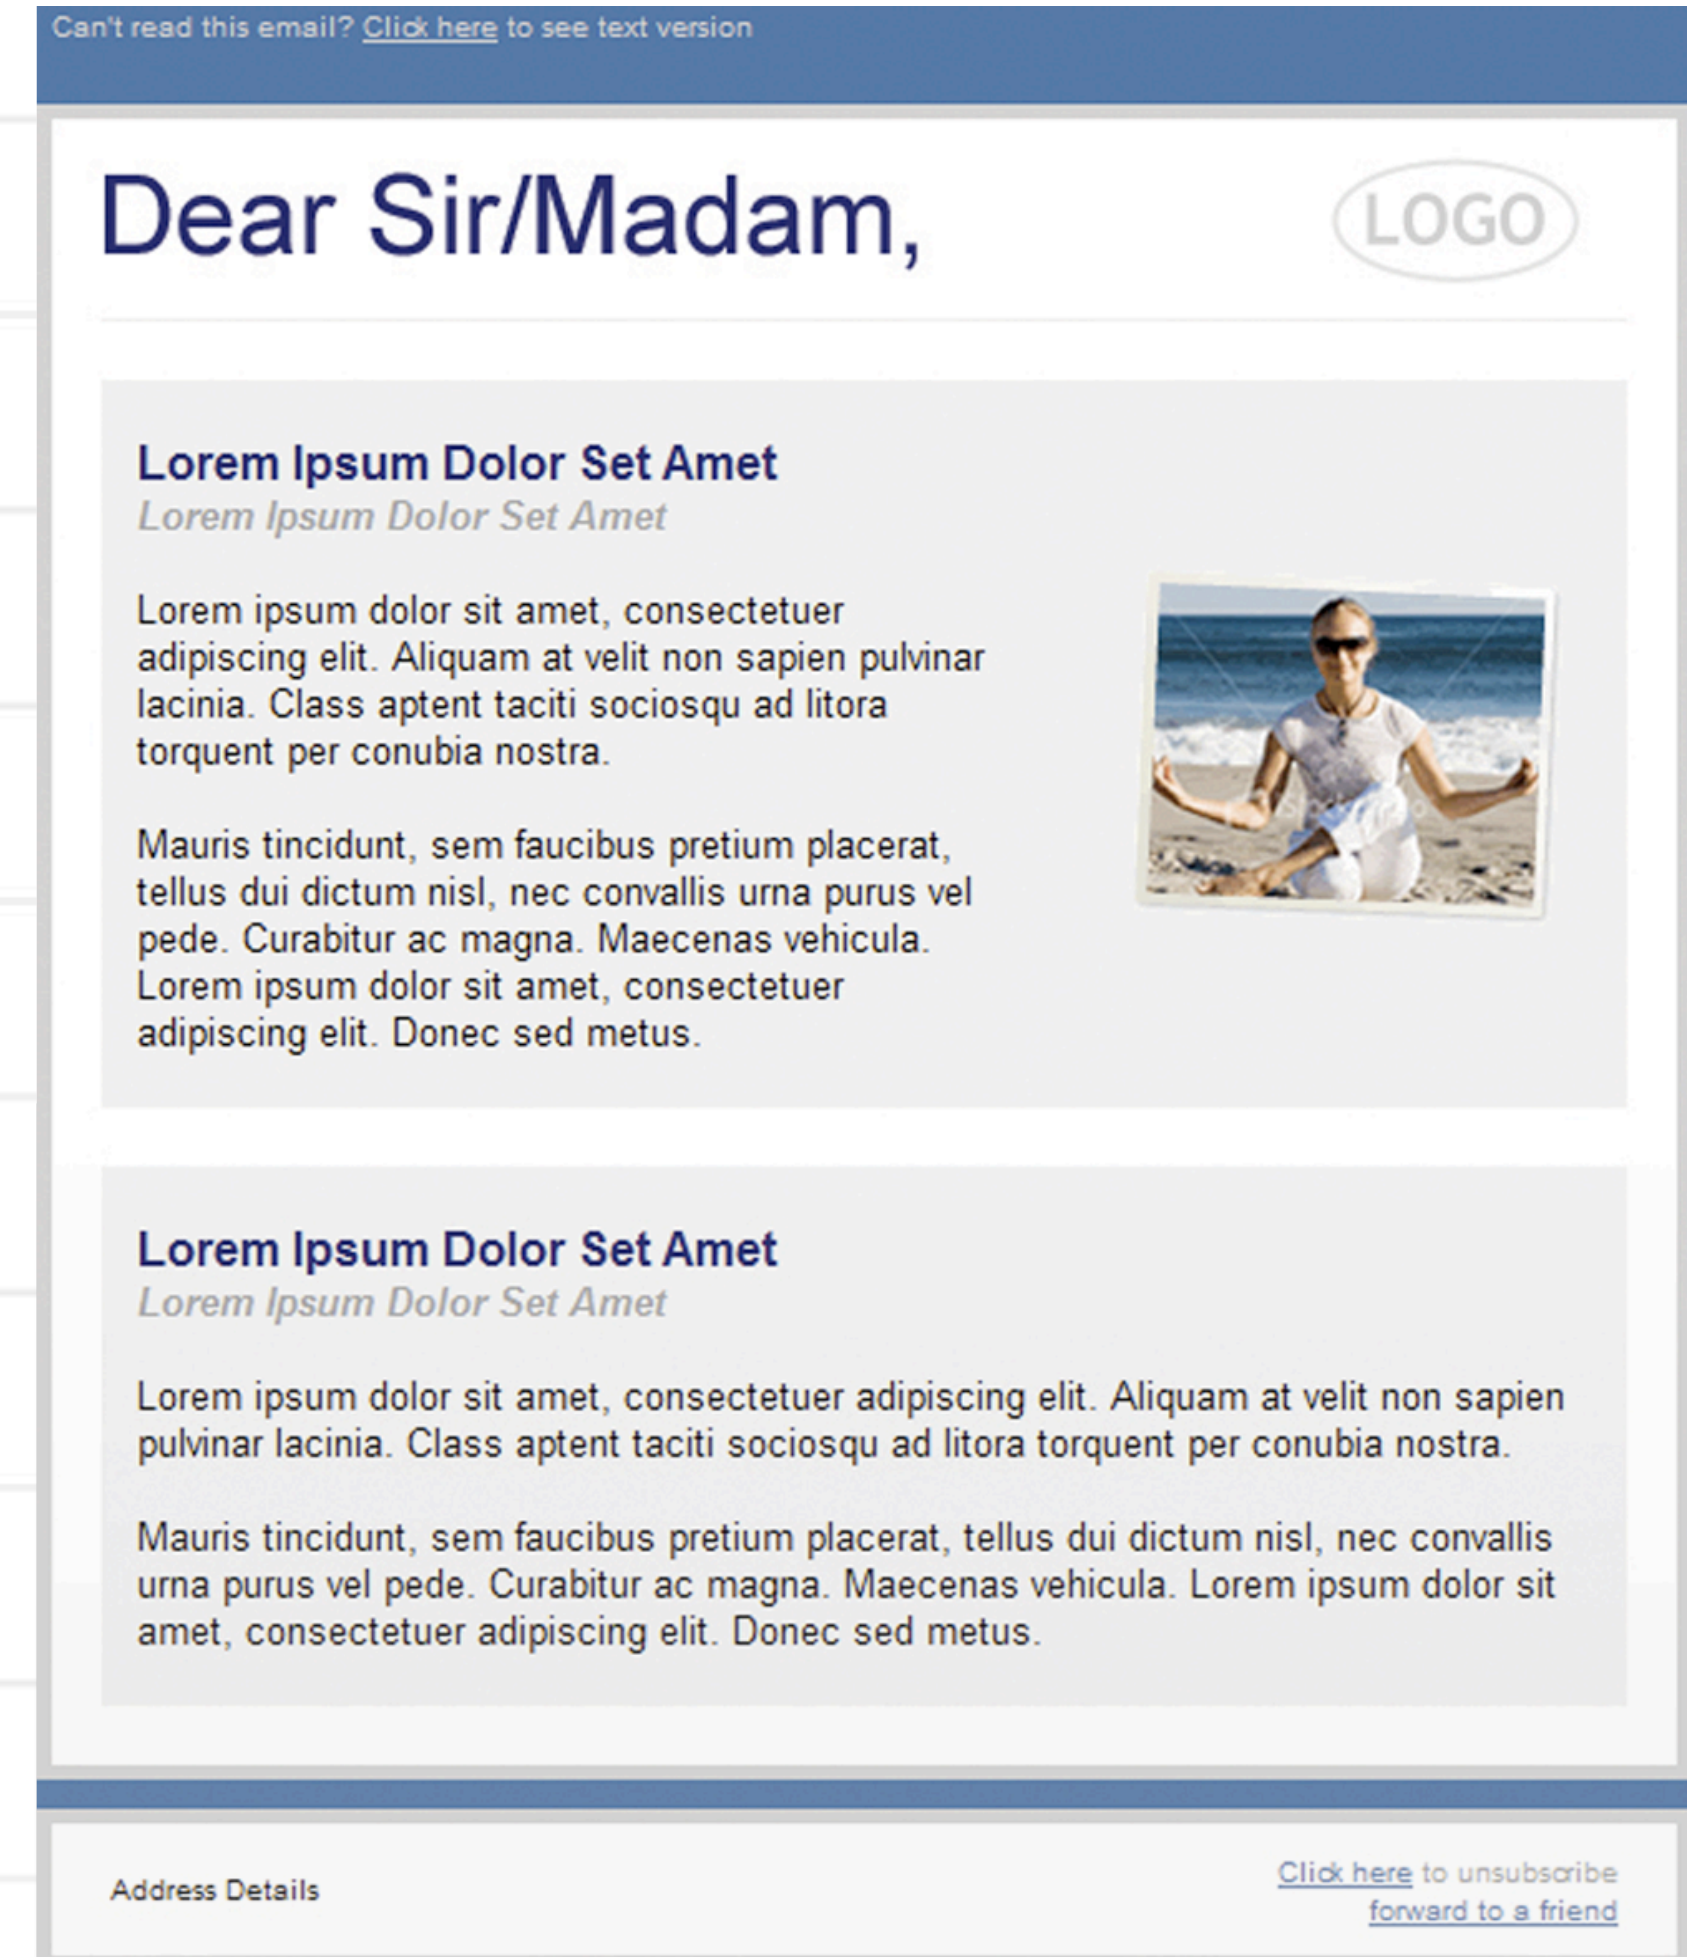 Can't read this email? Click here to see text version
Dear Sir/Madam,
LOGO
Lorem Ipsum Dolor Set Amet
Lorem Ipsum Dolor Set Amet
Lorem ipsum dolor sit amet, consectetuer
adipiscing elit. Aliquam at velit non sapien pulvinar
lacinia. Class aptent taciti sociosqu ad litora
torquent per conubia nostra.
Mauris tincidunt, sem faucibus pretium placerat,
tellus dui dictum nisl, nec convallis urna purus vel
pede. Curabitur ac magna. Maecenas vehicula.
Lorem ipsum dolor sit amet, consectetuer
adipiscing elit. Donec sed metus.
Lorem Ipsum Dolor Set Amet
Lorem Ipsum Dolor Set Amet
Lorem ipsum dolor sit amet, consectetuer adipiscing elit. Aliquam at velit non sapien
pulvinar lacinia. Class aptent taciti sociosqu ad litora torquent per conubia nostra.
Mauris tincidunt, sem faucibus pretium placerat, tellus dui dictum nisl, nec convallis
urna purus vel pede. Curabitur ac magna. Maecenas vehicula. Lorem ipsum dolor sit
amet, consectetuer adipiscing elit. Donec sed metus.
Address Details
Click here to unsubscribe
forward to a friend